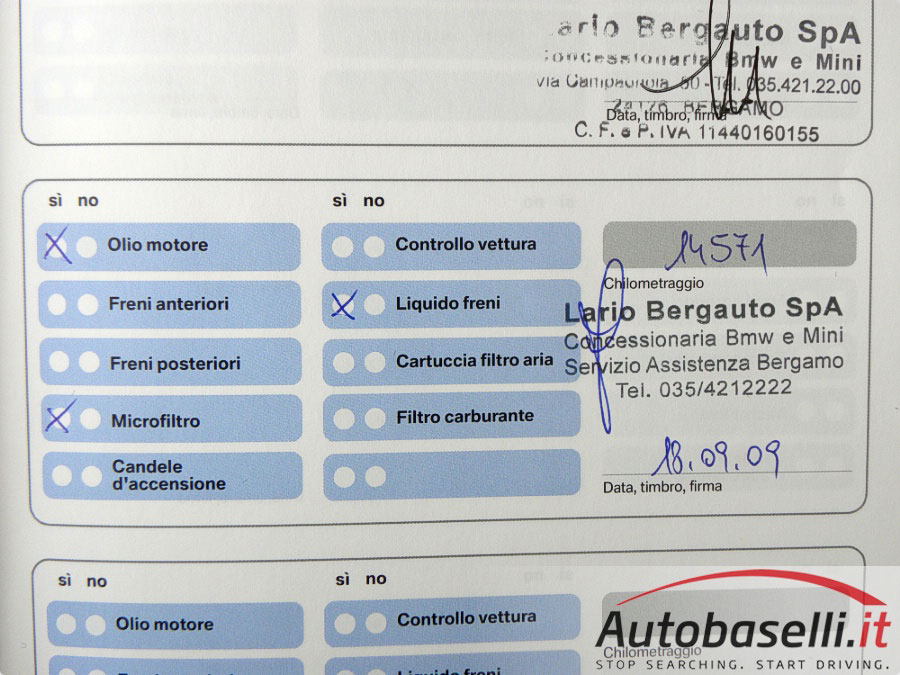 Lario Bergauto SpA
Concessionaria Bmw e Mini
via Campagnola, 50 - Tel. 035.421.22.00
24126 BERGAMO
Data, timbro, firma
C. F. e P. IVA 11440160155
sì no
sì no
X Olio motore
Controllo vettura
14571
Chilometraggio
Freni anteriori
X Liquido freni
Lario Bergauto SpA
Concessionaria Bmw e Mini
Servizio Assistenza Bergamo
Tel. 035/4212222
Freni posteriori
Cartuccia filtro aria
X Microfiltro
Filtro carburante
Candele
d'accensione
18.09.09
Data, timbro, firma
sì no
sì no
Olio motore
Controllo vettura
Chilometraggio
Liquido freni
Autobaselli.it
STOP SEARCHING. START DRIVING.